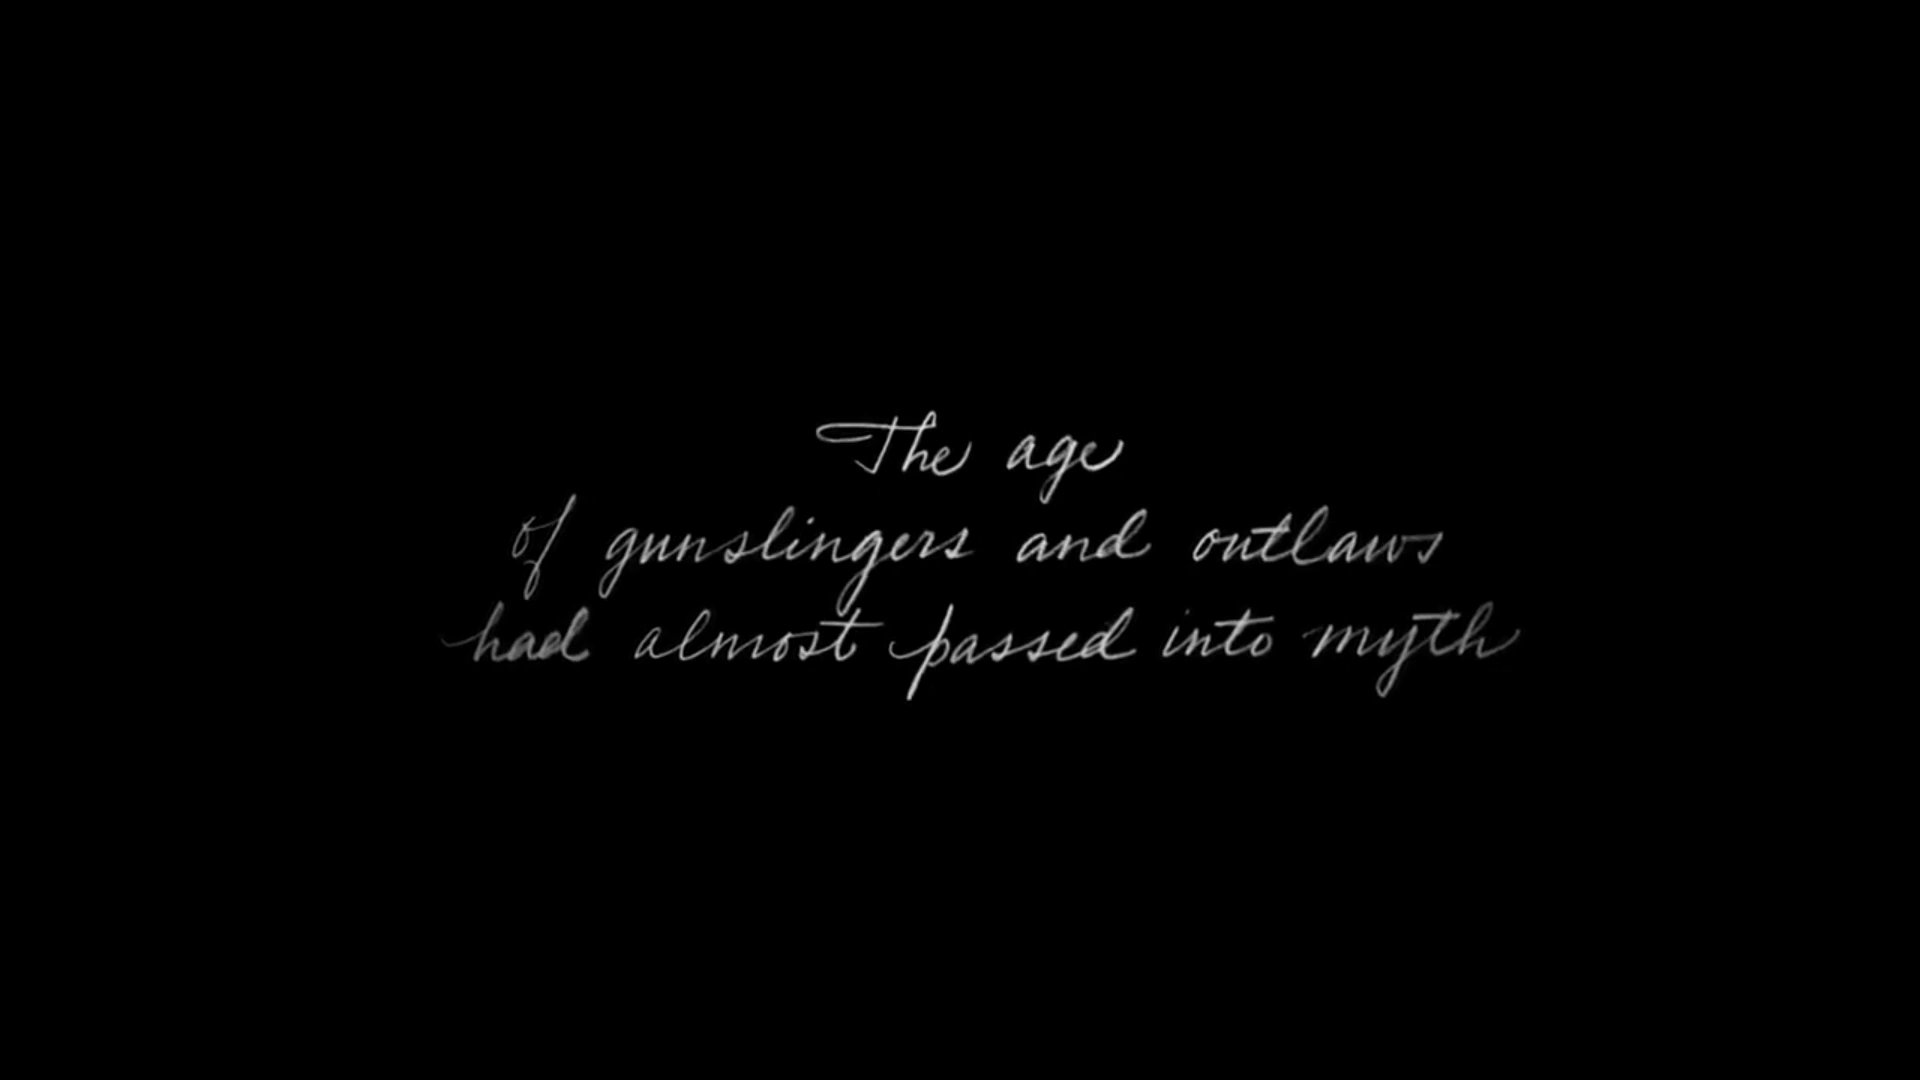 The age
of gunslingers and outlaws
had almost passed into myth